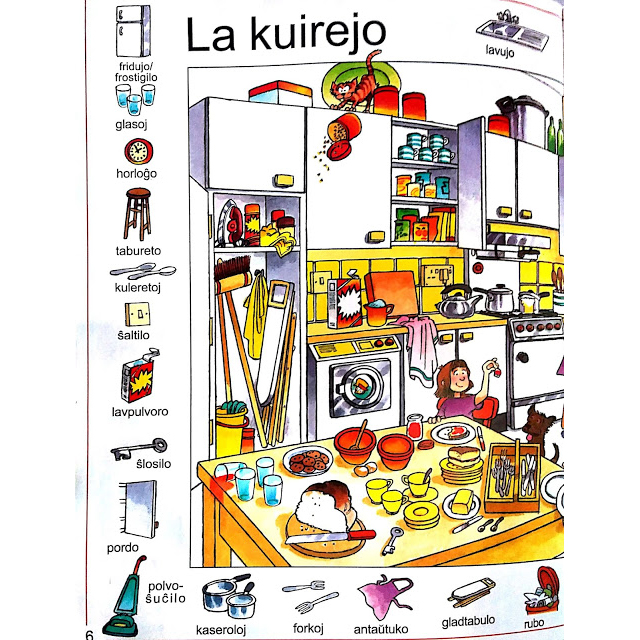 La kuirejo
lavujo
fridujo/
frostigilo
glasoj
horloĝo
tabureto
kuleretoj
ŝaltilo
lavpulvoro
ŝlosilo
pordo
polvo-
ŝuĉilo
kaseroloj
forkoj
antaŭtuko
gladtabulo
rubo
6